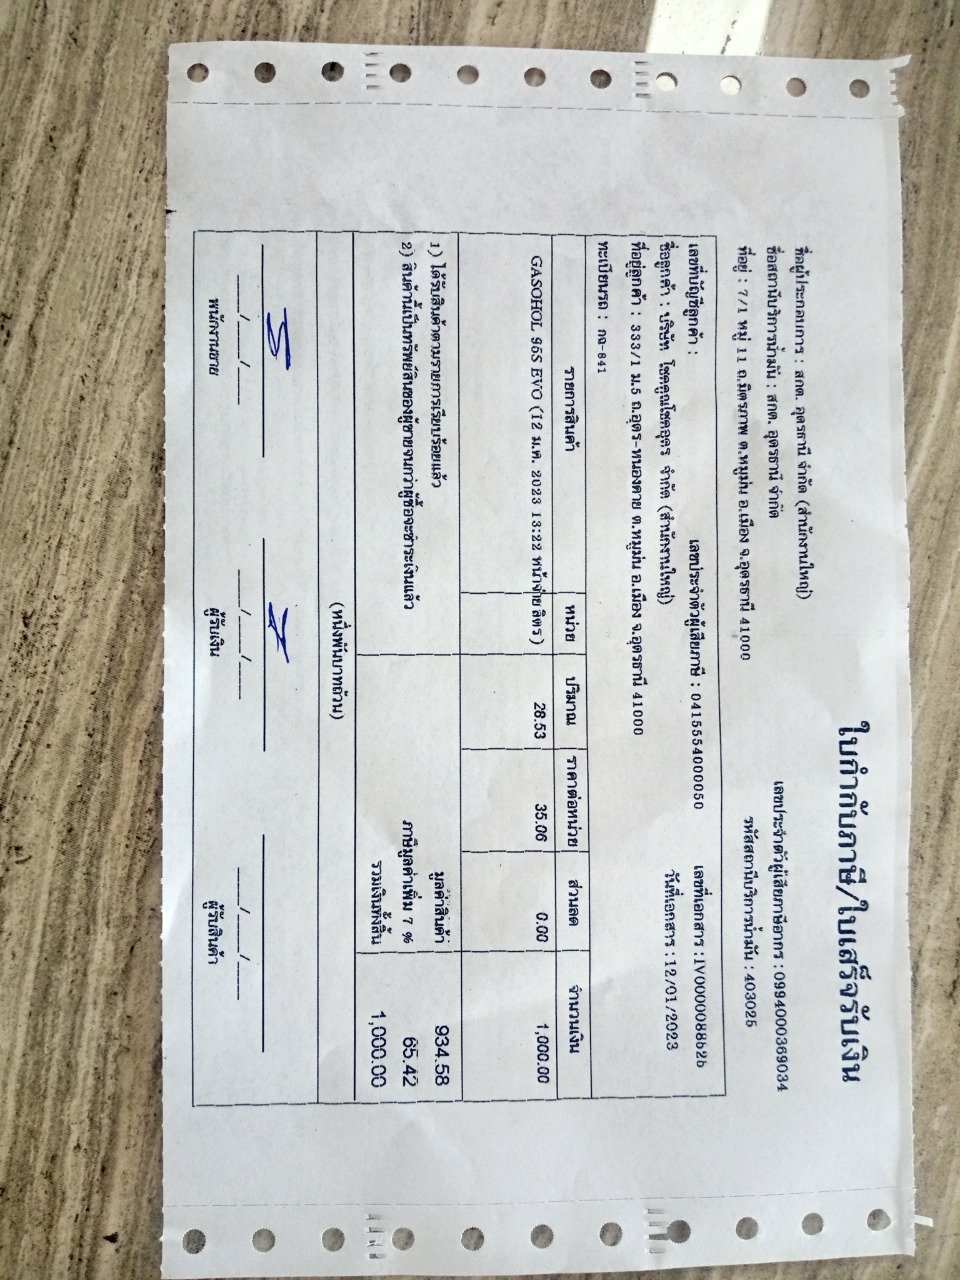 ใบกำกับภาษี/ใบเสร็จรับเงิน
ชื่อผู้ประกอบการ : สกต. อุดรธานี จำกัด (สำนักงานใหญ่) เลขประจำตัวผู้เสียภาษีอากร : 0994000369034
ชื่อสถานีบริการน้ำมัน : สกต. อุดรธานี จำกัด รหัสสถานีบริการน้ำมัน : 403025
ที่อยู่ : 7/1 หมู่ 11 ถ.มิตรภาพ ต.หมูม่น อ.เมือง จ.อุดรธานี 41000
เลขที่บัญชีลูกค้า : เลขประจำตัวผู้เสียภาษี : 0415554000050 เลขที่เอกสาร : IV0000088626
ชื่อลูกค้า : บริษัท โชคคูณโชคอุดร จำกัด (สำนักงานใหญ่) วันที่เอกสาร : 12/01/2023
ที่อยู่ลูกค้า : 333/1 ม.5 ถ.อุดร-หนองคาย ต.หมูม่น อ.เมือง จ.อุดรธานี 41000
ทะเบียนรถ : กฉ-841
รายการสินค้า หน่วย ปริมาณ ราคาต่อหน่วย ส่วนลด จำนวนเงิน
GASOHOL 95S EVO (12 ม.ค. 2023 13:22 หน้าจ่าย ลิตร) 28.53 35.06 0.00 1,000.00
1) ได้รับสินค้าตามรายการเรียบร้อยแล้ว มูลค่าสินค้า 934.58
2) สินค้านี้เป็นทรัพย์สินของผู้ขายจนกว่าผู้ซื้อจะชำระเงินแล้ว ภาษีมูลค่าเพิ่ม 7 % 65.42
รวมเงินทั้งสิ้น 1,000.00
(หนึ่งพันบาทถ้วน)
____/____/____ ____/____/____ ____/____/____
พนักงานขาย ผู้รับเงิน ผู้รับสินค้า